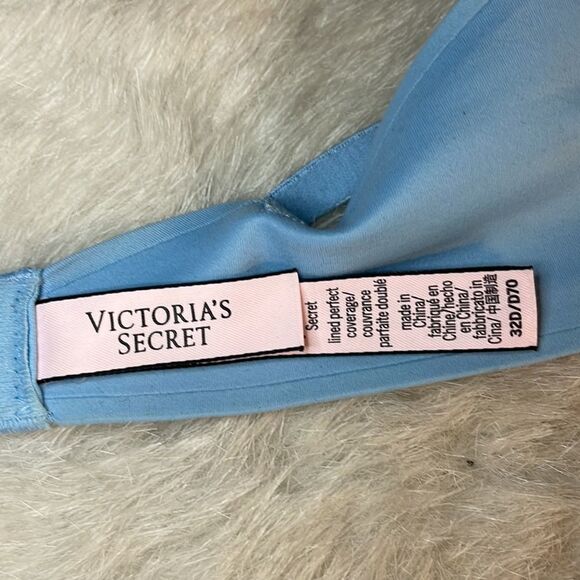 VICTORIA'S
SECRET
Secret
lined perfect
coverage/
couvrance
parfaite doublé
made in
China/
fabriqué en
Chine/hecho
en China/
fabbricato in
Cina/ 中国制造
32D/D70